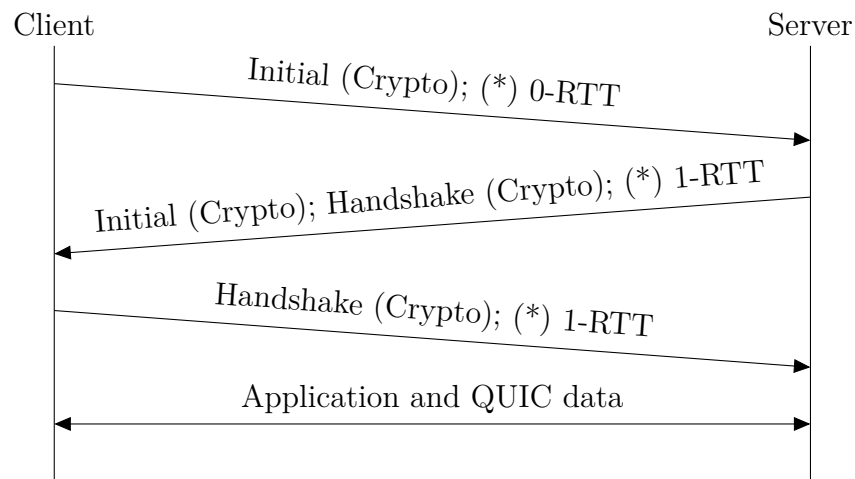 Client
Server
Initial (Crypto); (*) 0-RTT
Initial (Crypto); Handshake (Crypto); (*) 1-RTT
Handshake (Crypto); (*) 1-RTT
Application and QUIC data